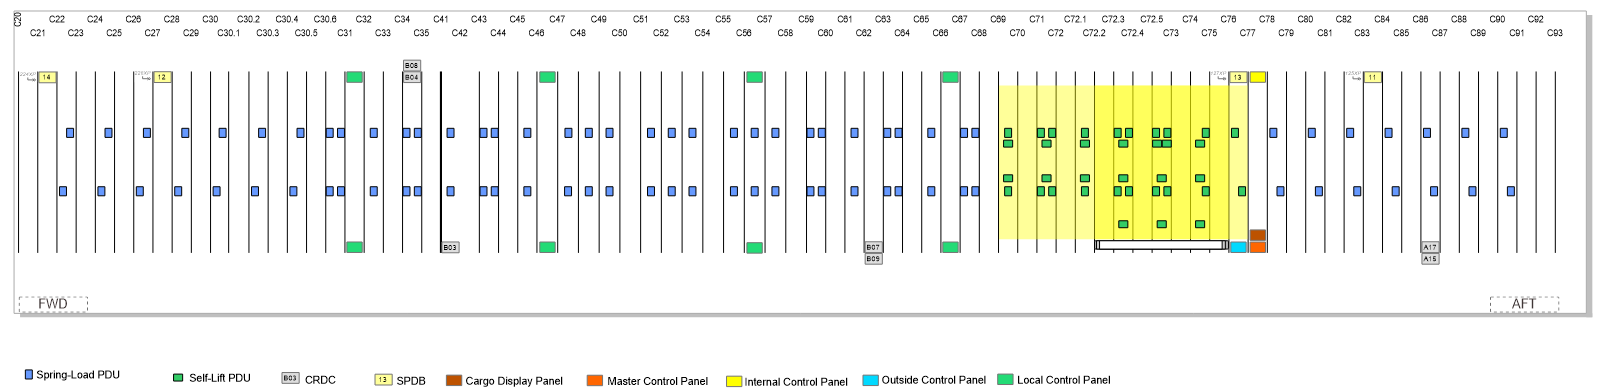 C20 C22 C24 C26 C28 C30 C30.2 C30.4 C30.6 C32 C34 C41 C43 C45 C47 C49 C51 C53 C55 C57 C59 C61 C63 C65 C67 C69 C71 C72.1 C72.3 C72.5 C74 C76 C78 C80 C82 C84 C86 C88 C90 C92
C21 C23 C25 C27 C29 C30.1 C30.3 C30.5 C31 C33 C35 C42 C44 C46 C48 C50 C52 C54 C56 C58 C60 C62 C64 C66 C68 C70 C72 C72.2 C72.4 C73 C75 C77 C79 C81 C83 C85 C87 C89 C91 C93
B08
14 12 B04 13 11
B03 B07 A17
B09 A15
FWD AFT
Spring-Load PDU Self-Lift PDU B03 CRDC 13 SPDB Cargo Display Panel Master Control Panel Internal Control Panel Outside Control Panel Local Control Panel